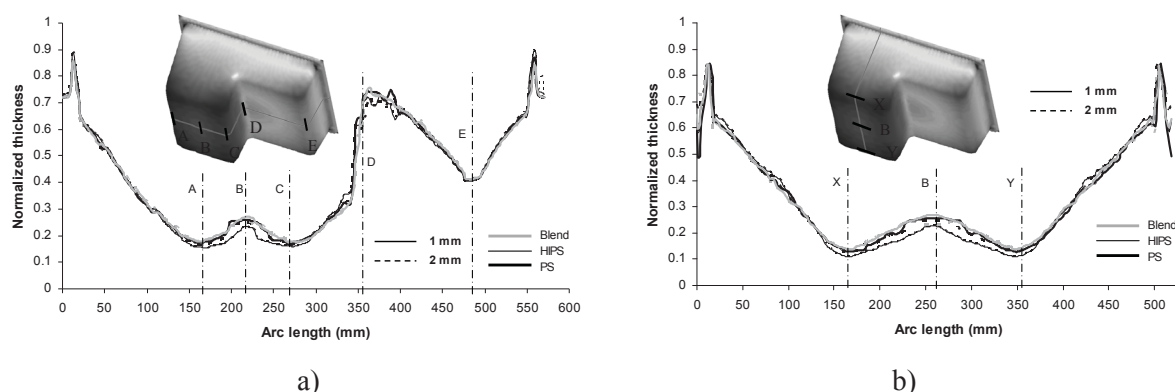 a)
1
0.9
0.8
0.7
0.6
0.5
0.4
0.3
0.2
0.1
0
Normalized thickness
0 50 100 150 200 250 300 350 400 450 500 550 600
Arc length (mm)
A
B
C
D
E
A
B
C
D
E
1 mm
2 mm
Blend
HIPS
PS
b)
1
0.9
0.8
0.7
0.6
0.5
0.4
0.3
0.2
0.1
0
Normalized thickness
0 50 100 150 200 250 300 350 400 450 500
Arc length (mm)
X
B
Y
X
B
Y
1 mm
2 mm
Blend
HIPS
PS
a)
b)